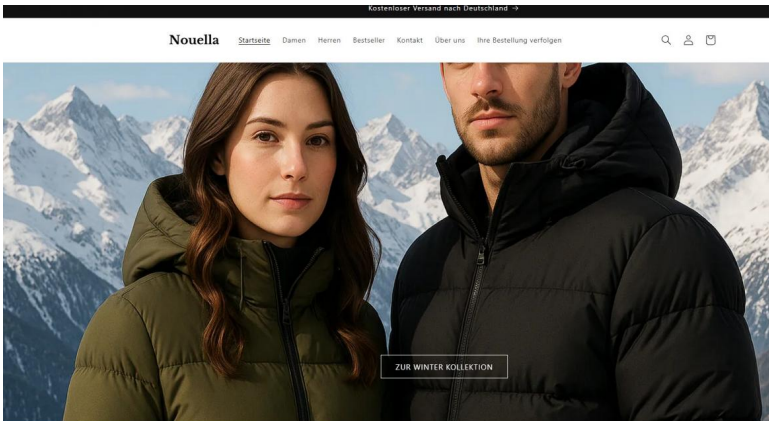 Kostenloser Versand nach Deutschland →
Nouella Startseite Damen Herren Bestseller Kontakt Über uns Ihre Bestellung verfolgen
ZUR WINTER KOLLEKTION